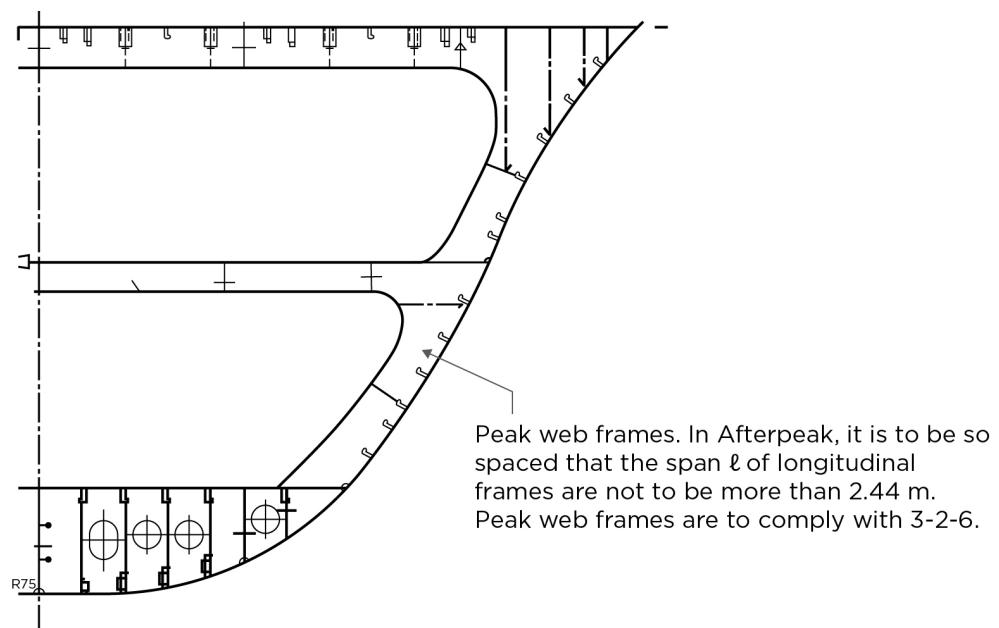 Peak web frames. In Afterpeak, it is to be so
spaced that the span ℓ of longitudinal
frames are not to be more than 2.44 m.
Peak web frames are to comply with 3-2-6.
R75